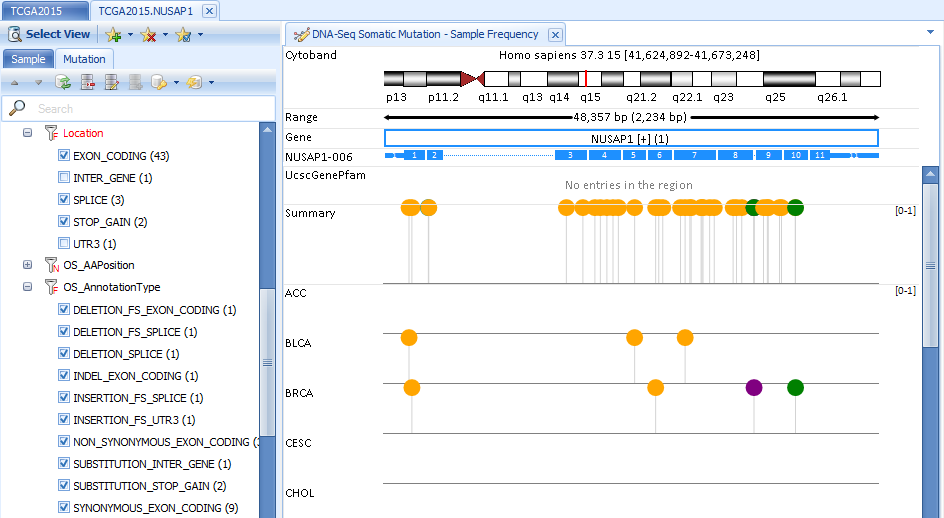 TCGA2015
TCGA2015.NUSAP1
Select View
Sample
Mutation
Search
Location
EXON_CODING (43)
INTER_GENE (1)
SPLICE (3)
STOP_GAIN (2)
UTR3 (1)
OS_AAPosition
OS_AnnotationType
DELETION_FS_EXON_CODING (1)
DELETION_FS_SPLICE (1)
DELETION_SPLICE (1)
INDEL_EXON_CODING (1)
INSERTION_FS_SPLICE (1)
INSERTION_FS_UTR3 (1)
NON_SYNONYMOUS_EXON_CODING
SUBSTITUTION_INTER_GENE (1)
SUBSTITUTION_STOP_GAIN (2)
SYNONYMOUS_EXON_CODING (9)
DNA-Seq Somatic Mutation - Sample Frequency
Cytoband
Homo sapiens 37.3 15 [41,624,892-41,673,248]
p13 p11.2 q11.1 q13 q14 q15 q21.2 q22.1 q23 q25 q26.1
Range
48,357 bp (2,234 bp)
Gene
NUSAP1 [+] (1)
NUSAP1-006
1 2 3 4 5 6 7 8 9 10 11
UcscGenePfam
No entries in the region
Summary
[0-1]
ACC
[0-1]
BLCA
BRCA
CESC
CHOL